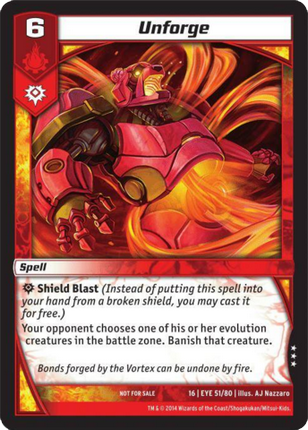 6
Unforge
Spell
Shield Blast (Instead of putting this spell into
your hand from a broken shield, you may cast it
for free.)
Your opponent chooses one of his or her evolution
creatures in the battle zone. Banish that creature.
Bonds forged by the Vortex can be undone by fire.
NOT FOR SALE 16 | EYE 51/80 | illus. AJ Nazzaro
TM & © 2014 Wizards of the Coast/Shogakukan/Mitsui-Kids.